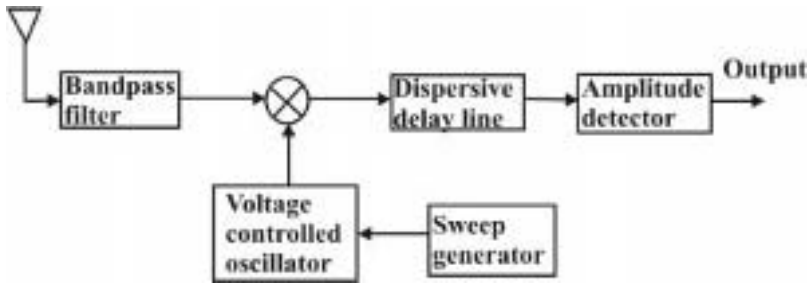 Bandpass
filter
Dispersive
delay line
Amplitude
detector
Output
Voltage
controlled
oscillator
Sweep
generator